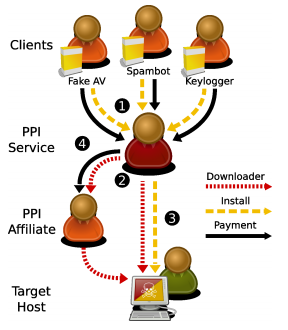 Clients
Fake AV
Spambot
Keylogger
1
PPI
Service
4
2
Downloader
Install
3
Payment
PPI
Affiliate
Target
Host